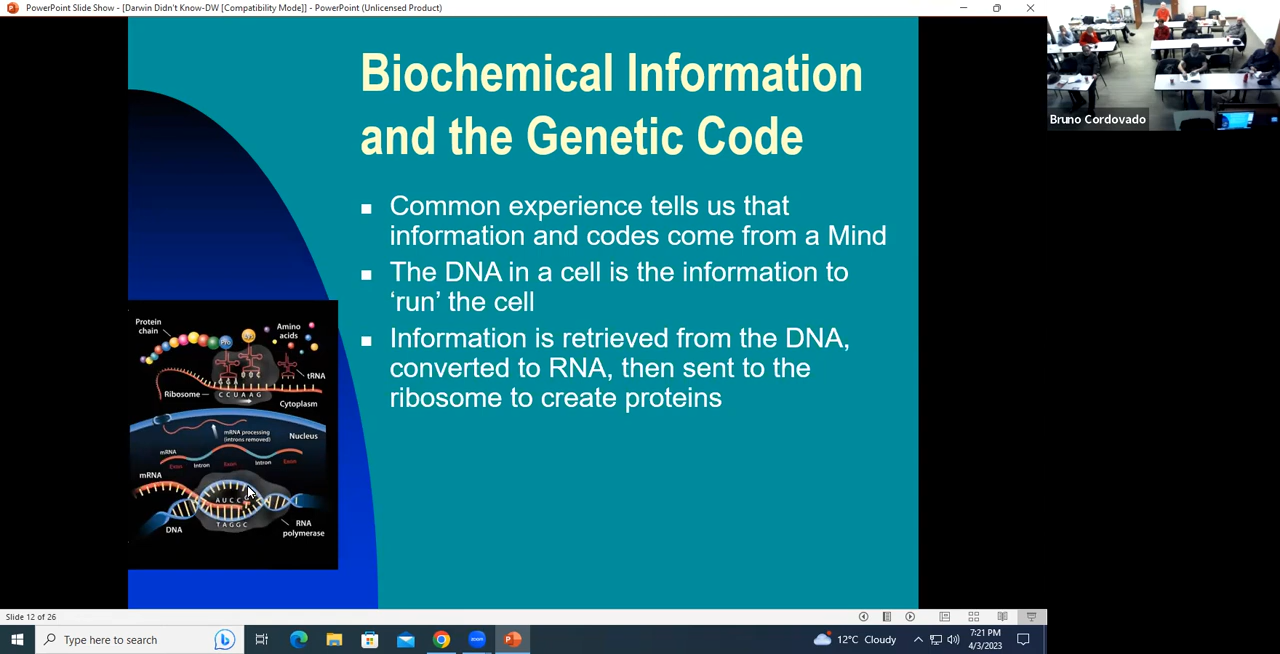 PowerPoint Slide Show - [Darwin Didn't Know-DW [Compatibility Mode]] - PowerPoint (Unlicensed Product)
Bruno Cordovado
Biochemical Information
and the Genetic Code
Common experience tells us that
information and codes come from a Mind
The DNA in a cell is the information to
‘run’ the cell
Information is retrieved from the DNA,
converted to RNA, then sent to the
ribosome to create proteins
Protein
chain
Amino
acids
Pro
tRNA
Ribosome
C C U A A G
Cytoplasm
mRNA processing
(introns removed)
Nucleus
mRNA
Exon Intron Exon Intron Exon
mRNA
A U C C
T A G G C
DNA
RNA
polymerase
Slide 12 of 26
Type here to search
zoom
12°C Cloudy
7:21 PM
4/3/2023